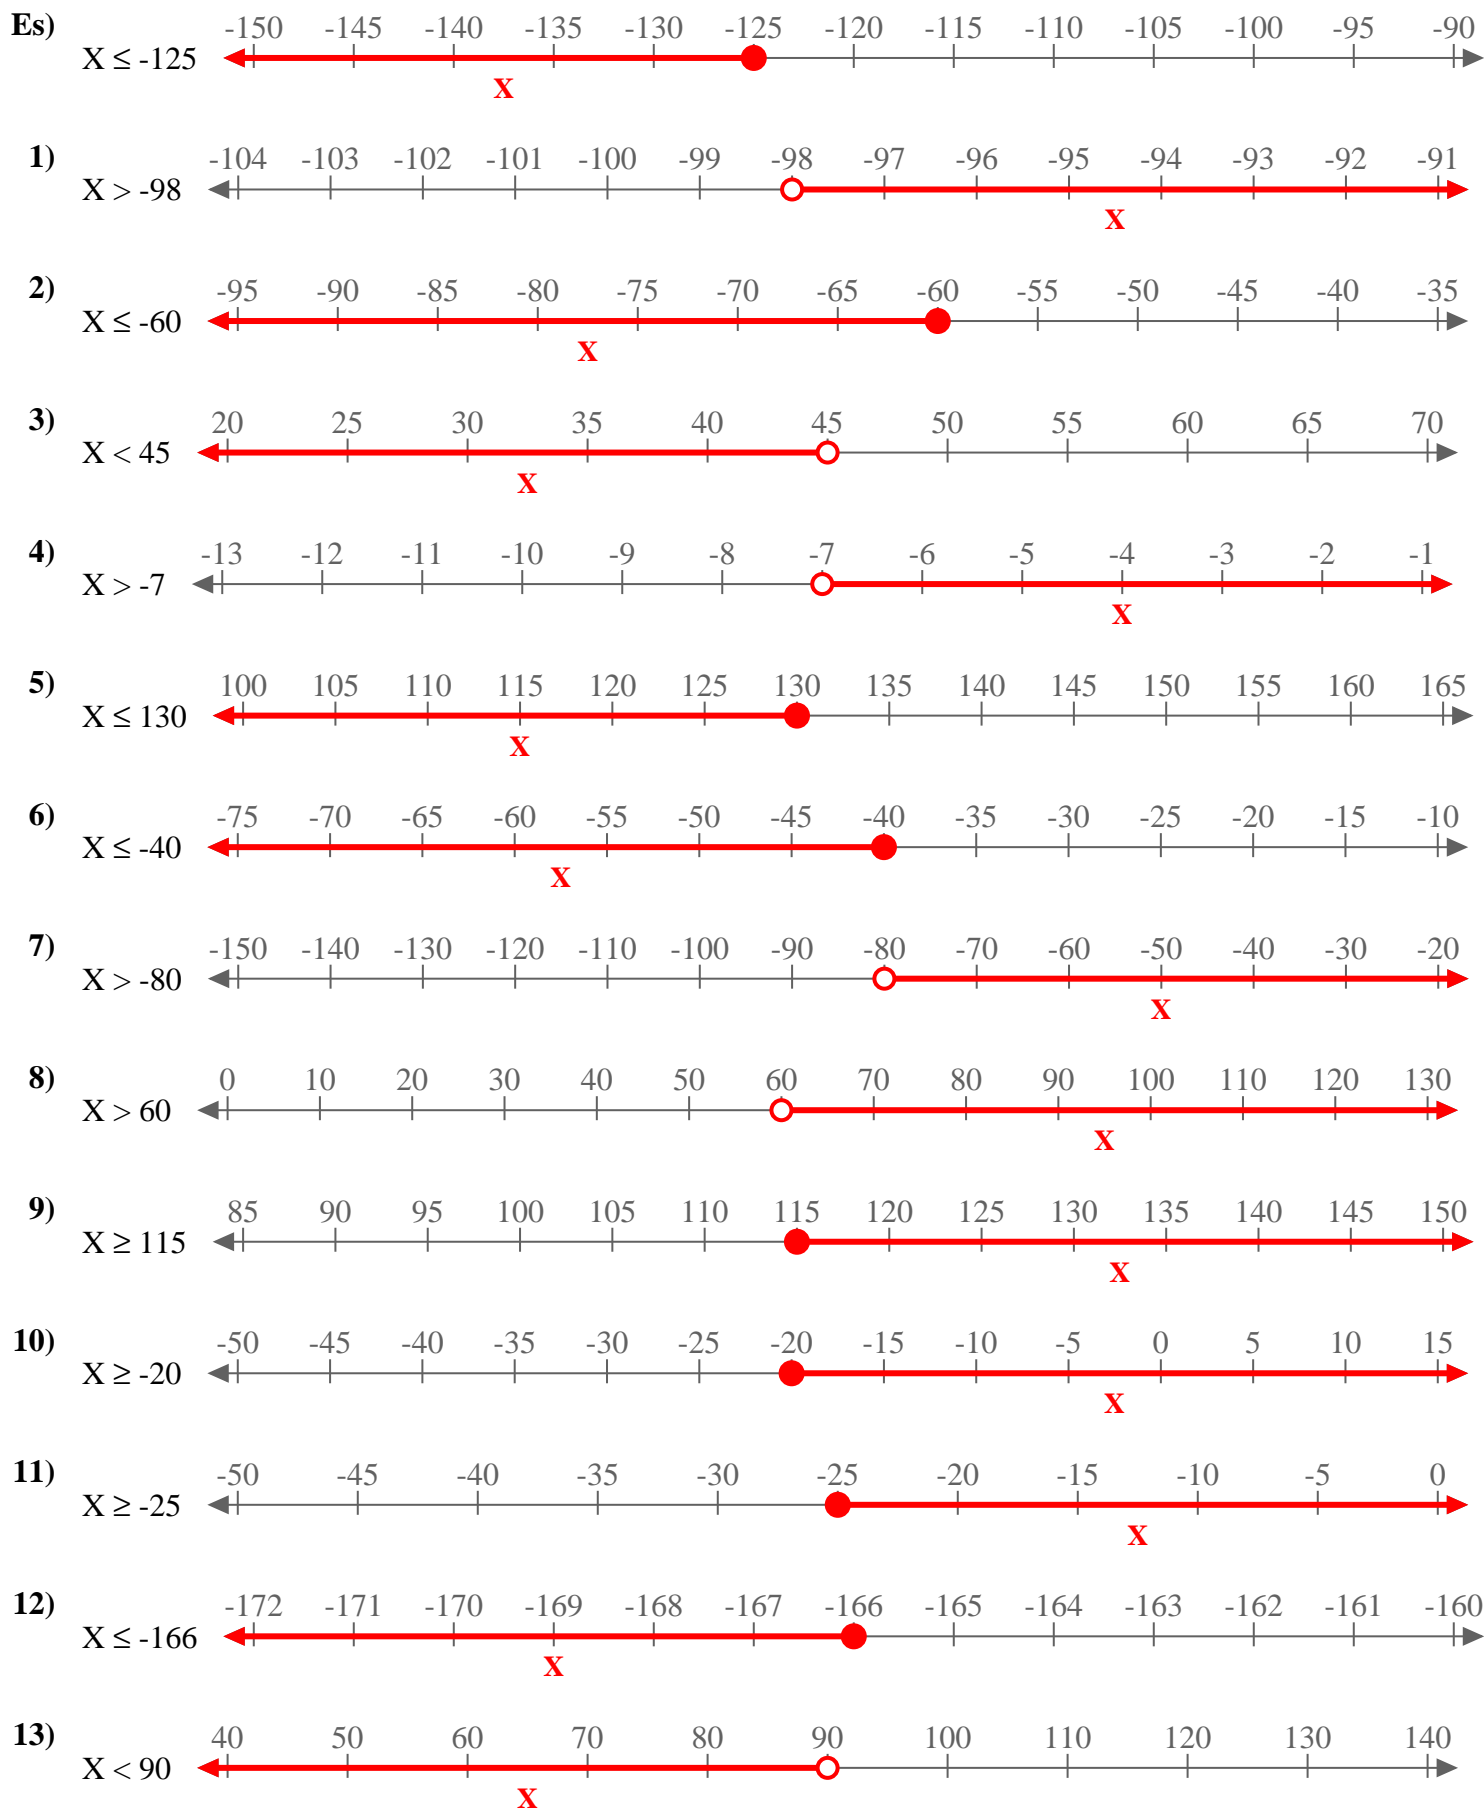 Es) -150 -145 -140 -135 -130 -125 -120 -115 -110 -105 -100 -95 -90
X ≤ -125
X
1) -104 -103 -102 -101 -100 -99 -98 -97 -96 -95 -94 -93 -92 -91
X > -98
X
2) -95 -90 -85 -80 -75 -70 -65 -60 -55 -50 -45 -40 -35
X ≤ -60
X
3) 20 25 30 35 40 45 50 55 60 65 70
X < 45
X
4) -13 -12 -11 -10 -9 -8 -7 -6 -5 -4 -3 -2 -1
X > -7
X
5) 100 105 110 115 120 125 130 135 140 145 150 155 160 165
X ≤ 130
X
6) -75 -70 -65 -60 -55 -50 -45 -40 -35 -30 -25 -20 -15 -10
X ≤ -40
X
7) -150 -140 -130 -120 -110 -100 -90 -80 -70 -60 -50 -40 -30 -20
X > -80
X
8) 0 10 20 30 40 50 60 70 80 90 100 110 120 130
X > 60
X
9) 85 90 95 100 105 110 115 120 125 130 135 140 145 150
X ≥ 115
X
10) -50 -45 -40 -35 -30 -25 -20 -15 -10 -5 0 5 10 15
X ≥ -20
X
11) -50 -45 -40 -35 -30 -25 -20 -15 -10 -5 0
X ≥ -25
X
12) -172 -171 -170 -169 -168 -167 -166 -165 -164 -163 -162 -161 -160
X ≤ -166
X
13) 40 50 60 70 80 90 100 110 120 130 140
X < 90
X